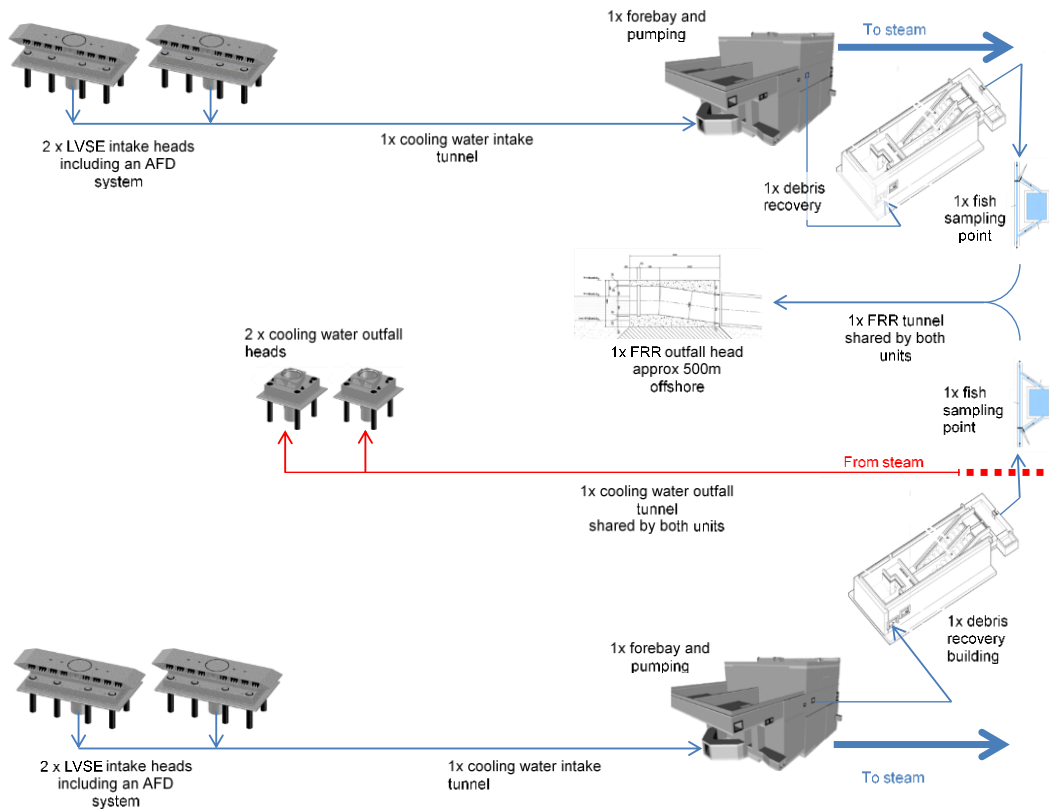 1x forebay and
pumping
To steam
2 x LVSE intake heads
including an AFD
system
1x cooling water intake
tunnel
1x debris
recovery
1x fish
sampling
point
1x FRR outfall head
approx 500m
offshore
1x FRR tunnel
shared by both
units
2 x cooling water outfall
heads
1x fish
sampling
point
From steam
1x cooling water outfall
tunnel
shared by both units
1x debris
recovery
building
1x forebay and
pumping
2 x LVSE intake heads
including an AFD
system
1x cooling water intake
tunnel
To steam